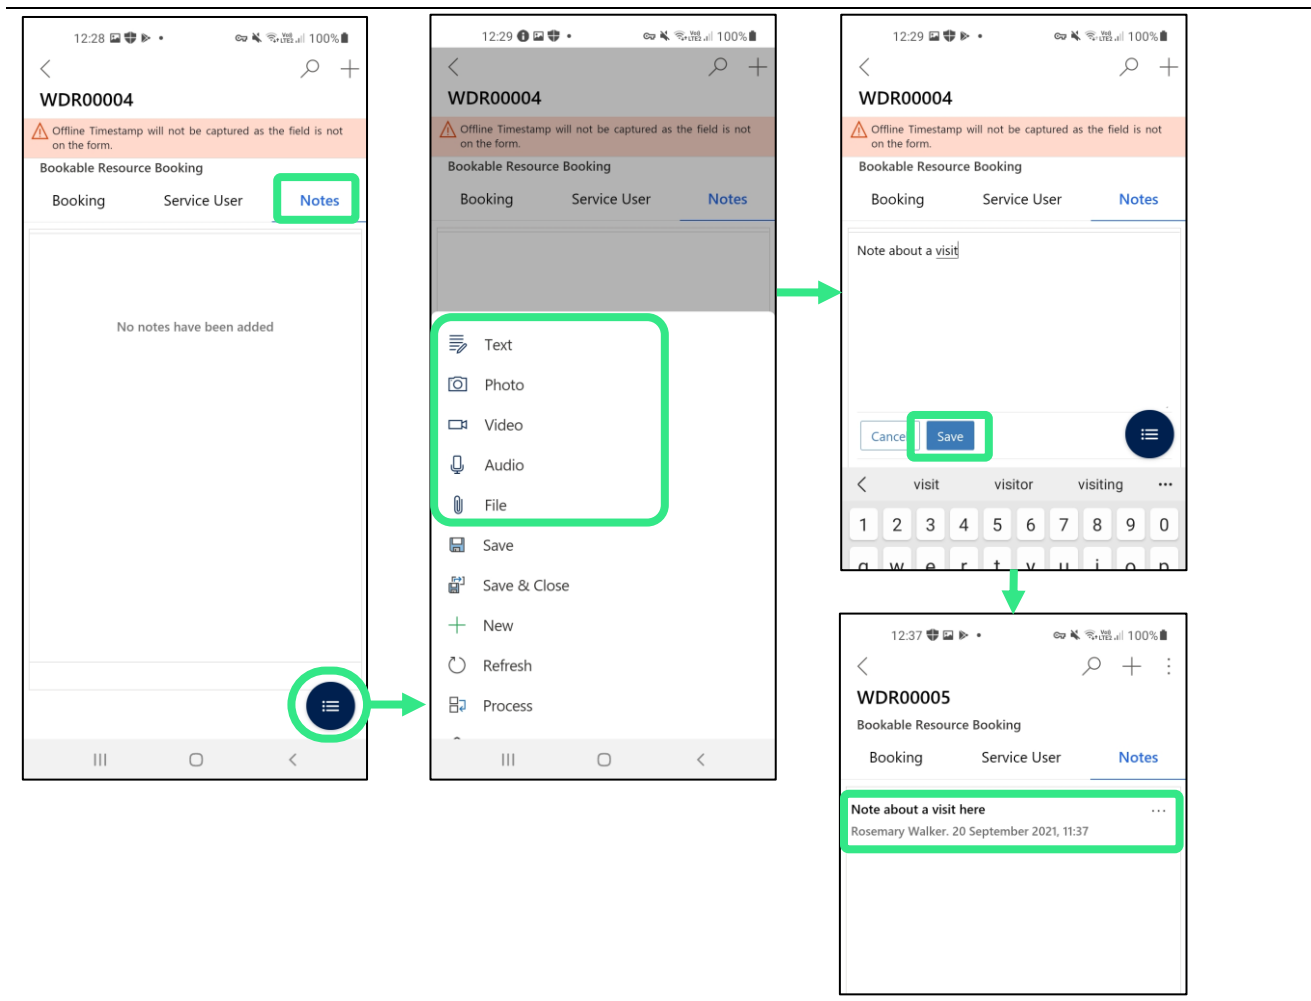 12:28
100%
WDR00004
Offline Timestamp will not be captured as the field is not
on the form.
Bookable Resource Booking
Booking Service User Notes
No notes have been added
12:29
100%
WDR00004
Offline Timestamp will not be captured as the field is not
on the form.
Bookable Resource Booking
Booking Service User Notes
Text
Photo
Video
Audio
File
Save
Save & Close
New
Refresh
Process
12:29
100%
WDR00004
Offline Timestamp will not be captured as the field is not
on the form.
Bookable Resource Booking
Booking Service User Notes
Note about a visit
Cancel Save
visit visitor visiting
1 2 3 4 5 6 7 8 9 0
q w e r t y u i o p
12:37
100%
WDR00005
Bookable Resource Booking
Booking Service User Notes
Note about a visit here
Rosemary Walker. 20 September 2021, 11:37